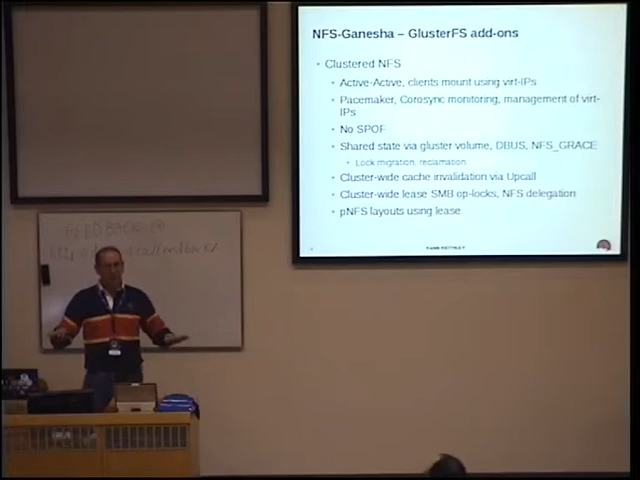 NFS-Ganesha – GlusterFS add-ons
Clustered NFS
Active-Active, clients mount using virt-IPs
Pacemaker, Corosync monitoring, management of virt-
IPs
No SPOF
Shared state via gluster volume, DBUS, NFS_GRACE
Lock migration, reclamation
Cluster-wide cache invalidation via Upcall
Cluster-wide lease SMB op-locks, NFS delegation
pNFS layouts using lease
FEEDBACK @